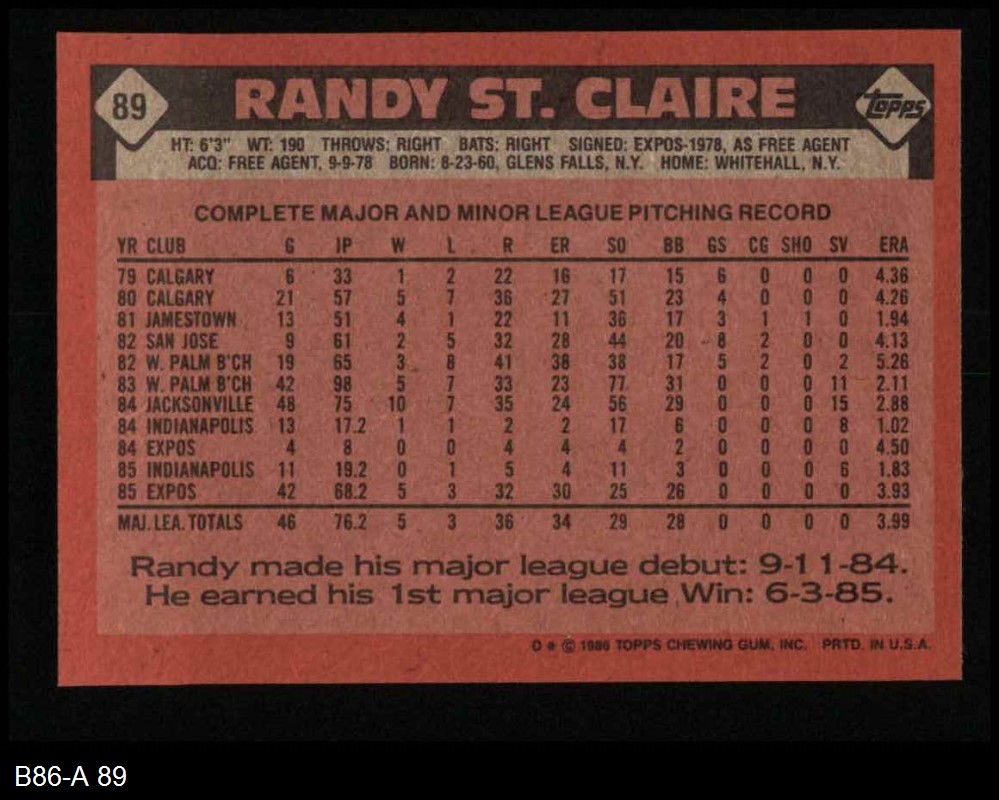 89 RANDY ST. CLAIRE topps
HT: 6'3" WT: 190 THROWS: RIGHT BATS: RIGHT SIGNED: EXPOS-1978, AS FREE AGENT
ACQ: FREE AGENT, 9-9-78 BORN: 8-23-60, GLENS FALLS, N.Y. HOME: WHITEHALL, N.Y.
COMPLETE MAJOR AND MINOR LEAGUE PITCHING RECORD
YR CLUB G IP W L R ER SO BB GS CG SHO SV ERA
79 CALGARY 6 33 1 2 22 16 17 15 6 0 0 0 4.36
80 CALGARY 21 57 5 7 36 27 51 23 4 0 0 0 4.26
81 JAMESTOWN 13 51 4 1 22 11 36 17 3 1 1 0 1.94
82 SAN JOSE 9 61 2 5 32 28 44 20 8 2 0 0 4.13
82 W. PALM B'CH 19 65 3 8 41 38 38 17 5 2 0 2 5.26
83 W. PALM B'CH 42 98 5 7 33 23 77 31 0 0 0 11 2.11
84 JACKSONVILLE 48 75 10 7 35 24 56 29 0 0 0 15 2.88
84 INDIANAPOLIS 13 17.2 1 1 2 2 17 6 0 0 0 8 1.02
84 EXPOS 4 8 0 0 4 4 4 2 0 0 0 0 4.50
85 INDIANAPOLIS 11 19.2 0 1 5 4 11 3 0 0 0 6 1.83
85 EXPOS 42 68.2 5 3 32 30 25 26 0 0 0 0 3.93
MAJ. LEA. TOTALS 46 76.2 5 3 36 34 29 28 0 0 0 0 3.99
Randy made his major league debut: 9-11-84.
He earned his 1st major league Win: 6-3-85.
D * © 1986 TOPPS CHEWING GUM, INC. PRTD. IN U.S.A.
B86-A 89